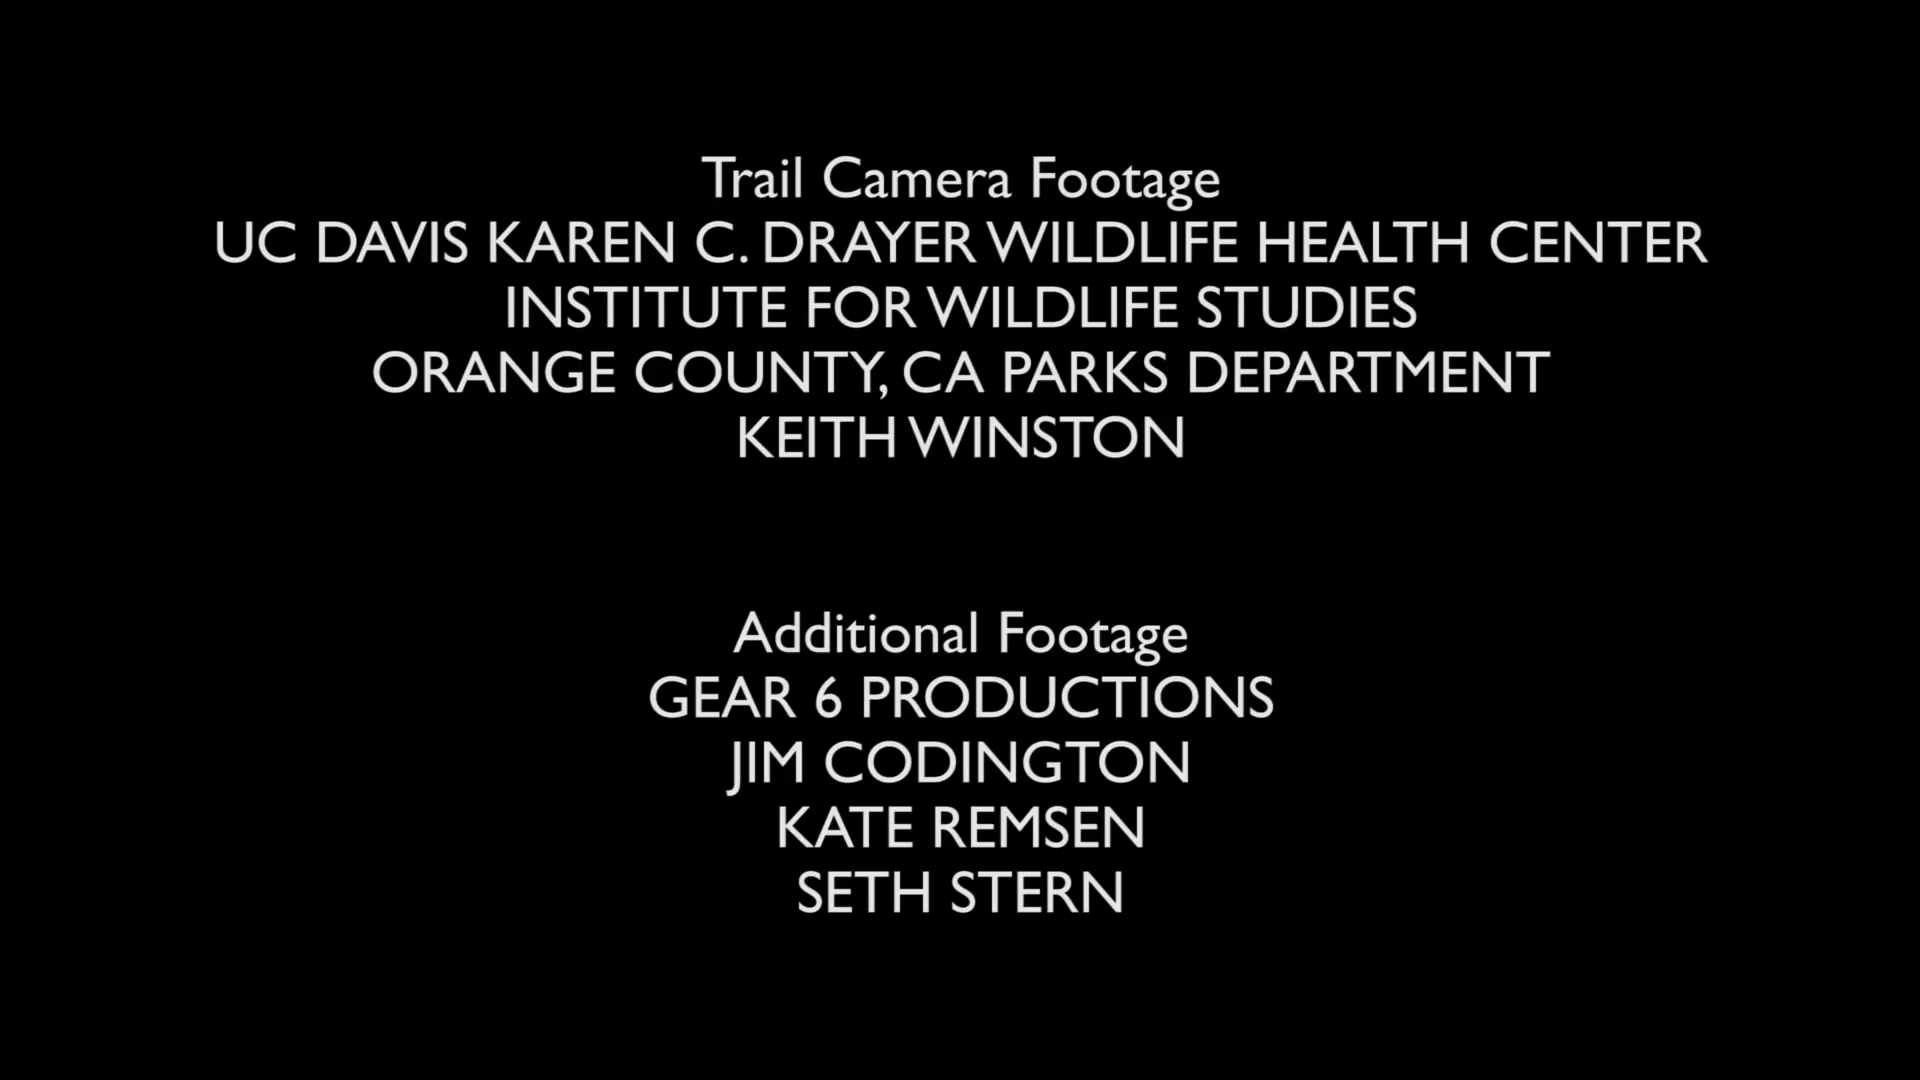 Trail Camera Footage
UC DAVIS KAREN C. DRAYER WILDLIFE HEALTH CENTER
INSTITUTE FOR WILDLIFE STUDIES
ORANGE COUNTY, CA PARKS DEPARTMENT
KEITH WINSTON
Additional Footage
GEAR 6 PRODUCTIONS
JIM CODINGTON
KATE REMSEN
SETH STERN